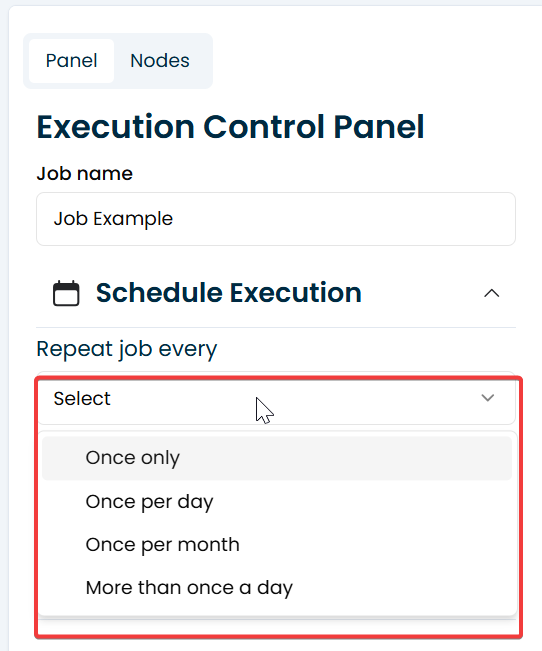 Panel Nodes
Execution Control Panel
Job name
Job Example
Schedule Execution
Repeat job every
Select
Once only
Once per day
Once per month
More than once a day